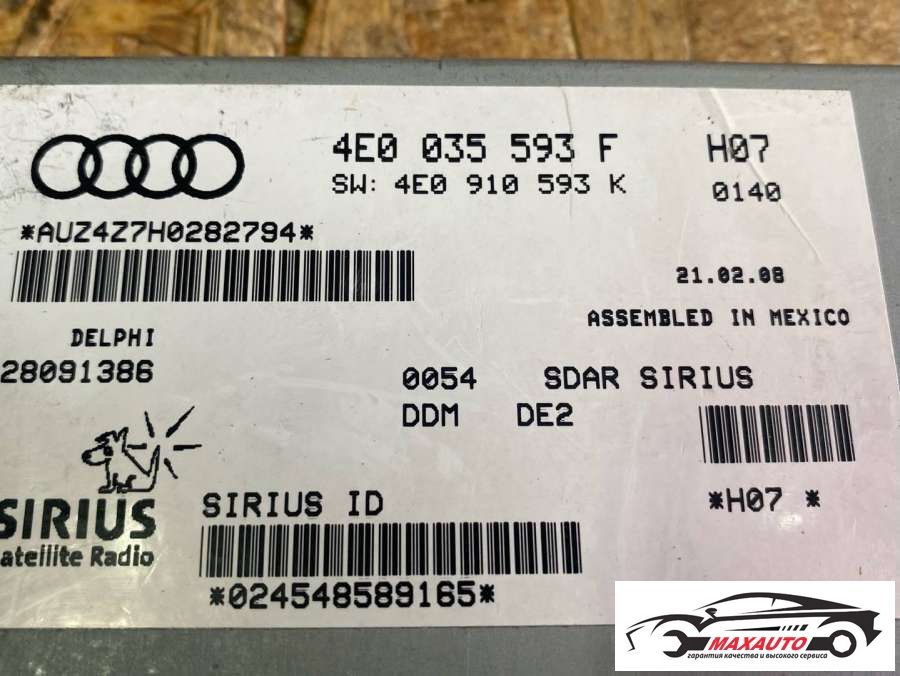 4E0 035 593 F H07
SW: 4E0 910 593 K 0140
*AUZ4Z7H0282794*
21.02.08
ASSEMBLED IN MEXICO
DELPHI
28091386
0054 SDAR SIRIUS
DDM DE2
*H07 *
SIRIUS
atellite Radio
SIRIUS ID
*024548589165*
MAXAUTO
гарантия качества и высокого сервиса